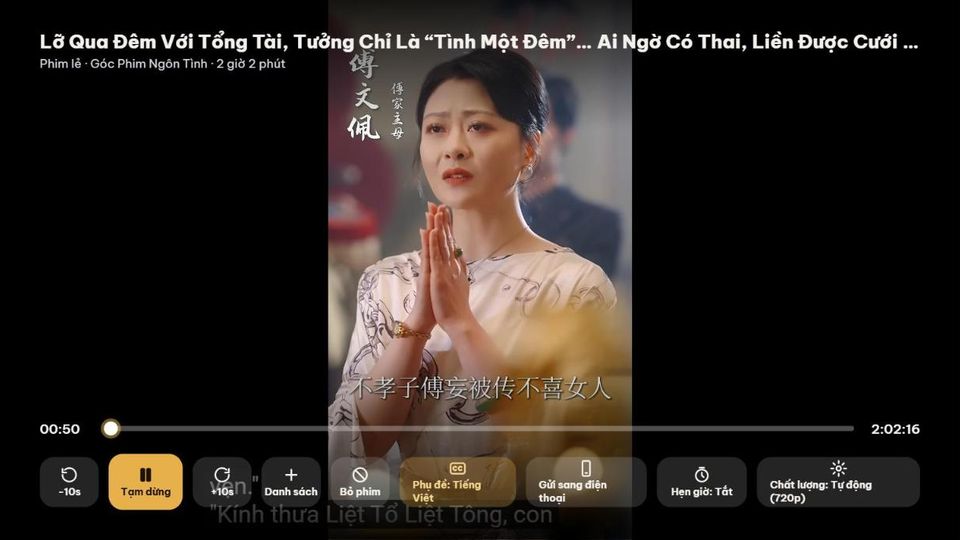 Lỡ Qua Đêm Với Tổng Tài, Tưởng Chỉ Là “Tình Một Đêm”... Ai Ngờ Có Thai, Liền Được Cưới ...
Phim lẻ · Góc Phim Ngôn Tình · 2 giờ 2 phút
傅文佩
傅家主母
不孝子傅妄被传不喜女人
00:50
2:02:16
-10s
Tạm dừng
+10s
Danh sách
Bỏ phim
CC
Phụ đề: Tiếng
Việt
Gửi sang điện
thoại
Hẹn giờ: Tắt
Chất lượng: Tự động
(720p)
"Kính thưa Liệt Tổ Liệt Tông, con